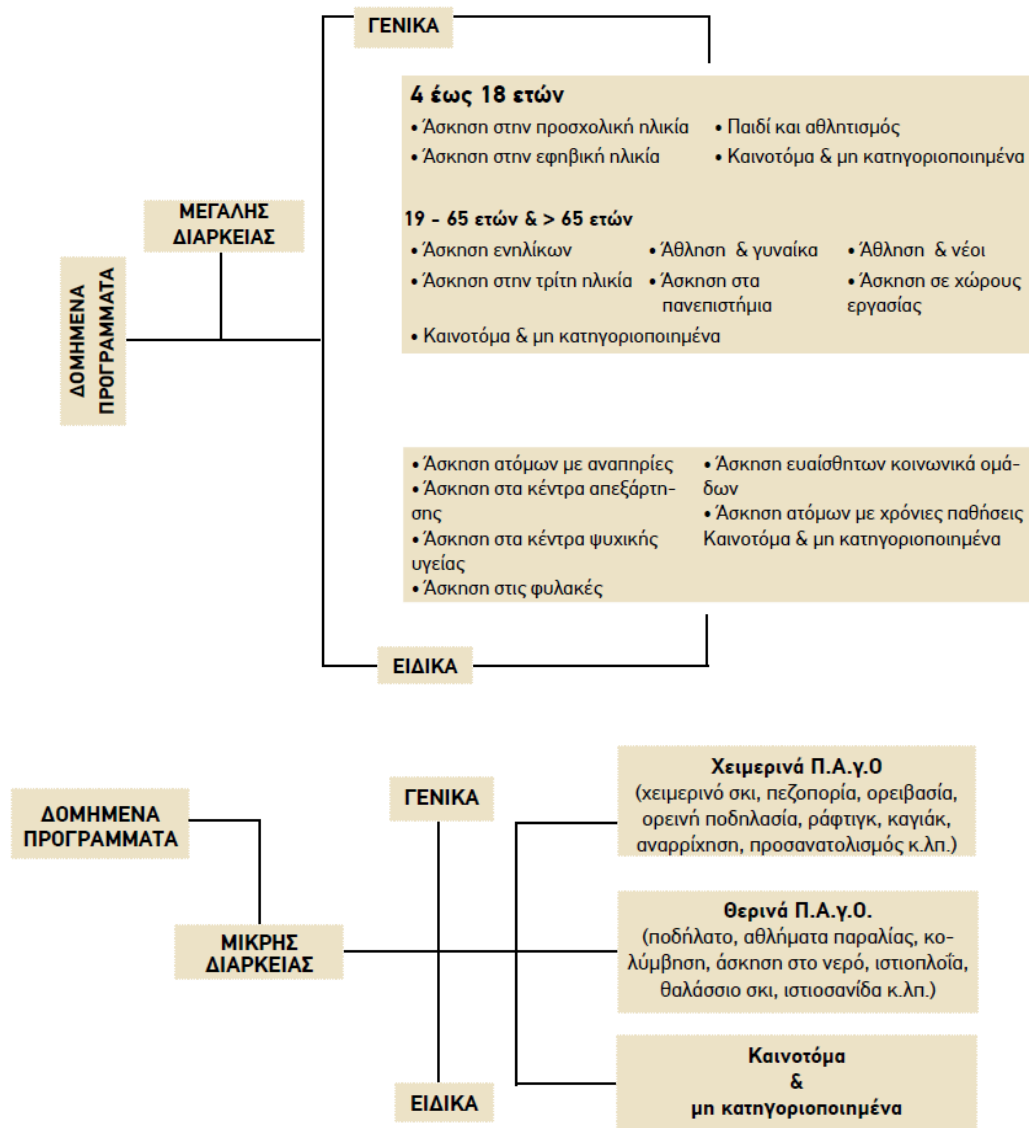 ΓΕΝΙΚΑ
4 έως 18 ετών
• Άσκηση στην προσχολική ηλικία • Παιδί και αθλητισμός
• Άσκηση στην εφηβική ηλικία • Καινοτόμα & μη κατηγοριοποιημένα
19 - 65 ετών & > 65 ετών
• Άσκηση ενηλίκων • Άθληση & γυναίκα • Άθληση & νέοι
• Άσκηση στην τρίτη ηλικία • Άσκηση στα • Άσκηση σε χώρους
πανεπιστήμια εργασίας
• Καινοτόμα & μη κατηγοριοποιημένα
ΜΕΓΑΛΗΣ
ΔΙΑΡΚΕΙΑΣ
ΔΟΜΗΜΕΝΑ
ΠΡΟΓΡΑΜΜΑΤΑ
• Άσκηση ατόμων με αναπηρίες
• Άσκηση στα κέντρα απεξάρτη-
σης
• Άσκηση στα κέντρα ψυχικής
υγείας
• Άσκηση στις φυλακές
• Άσκηση ευαίσθητων κοινωνικά ομά-
δων
• Άσκηση ατόμων με χρόνιες παθήσεις
Καινοτόμα & μη κατηγοριοποιημένα
ΕΙΔΙΚΑ
ΔΟΜΗΜΕΝΑ
ΠΡΟΓΡΑΜΜΑΤΑ
ΜΙΚΡΗΣ
ΔΙΑΡΚΕΙΑΣ
ΓΕΝΙΚΑ
ΕΙΔΙΚΑ
Χειμερινά Π.Α.γ.Ο
(χειμερινό σκι, πεζοπορία, ορειβασία,
ορεινή ποδηλασία, ράφτιγκ, καγιάκ,
αναρρίχηση, προσανατολισμός κ.λπ.)
Θερινά Π.Α.γ.Ο.
(ποδήλατο, αθλήματα παραλίας, κο-
λύμβηση, άσκηση στο νερό, ιστιοπλοΐα,
θαλάσσιο σκι, ιστιοσανίδα κ.λπ.)
Καινοτόμα
&
μη κατηγοριοποιημένα